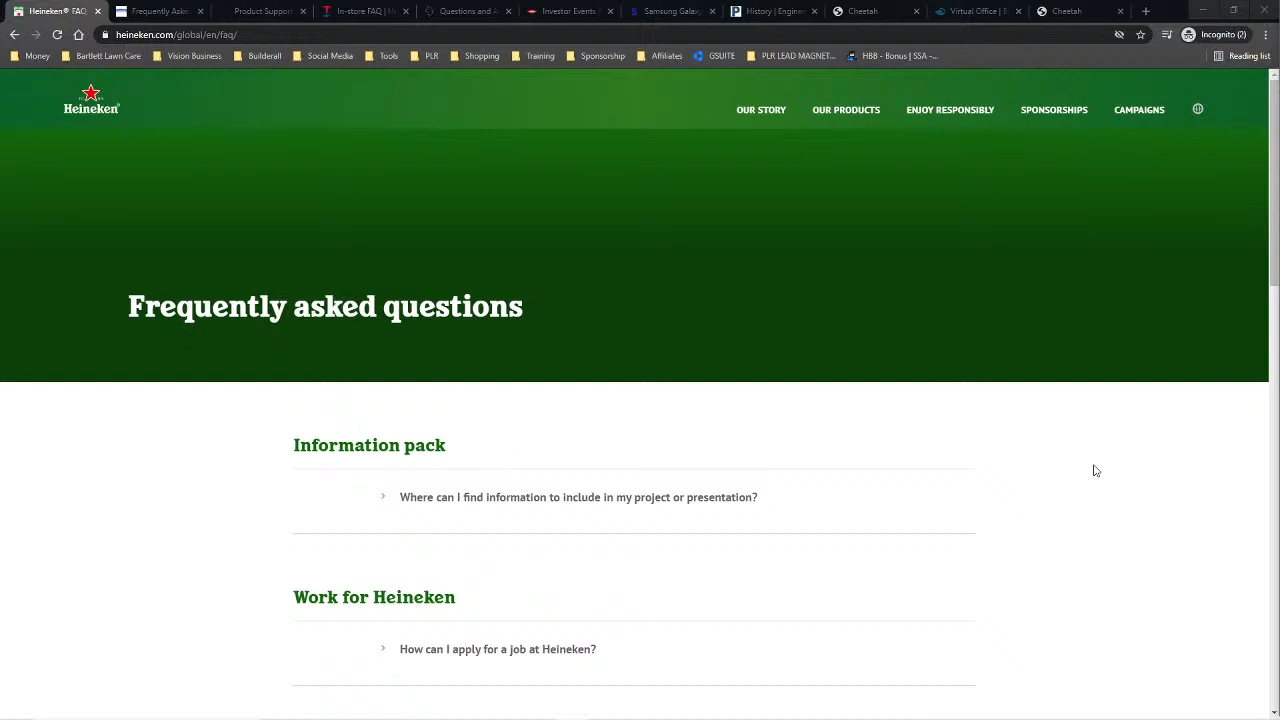 Heineken® FAQ
Frequently Aske
Product Support
In-store FAQ | He
Questions and A
Investor Events
Samsung Galaxy
History | Engineer
Cheetah
Virtual Office | B
Cheetah
heineken.com/global/en/faq/
Incognito (2)
Money
Bartlett Lawn Care
Vision Business
Builderall
Social Media
Tools
PLR
Shopping
Training
Sponsorship
Affiliates
GSUITE
PLR LEAD MAGNET...
HBB - Bonus | SSA -...
Reading list
Heineken®
OUR STORY
OUR PRODUCTS
ENJOY RESPONSIBLY
SPONSORSHIPS
CAMPAIGNS
Frequently asked questions
Information pack
Where can I find information to include in my project or presentation?
Work for Heineken
How can I apply for a job at Heineken?